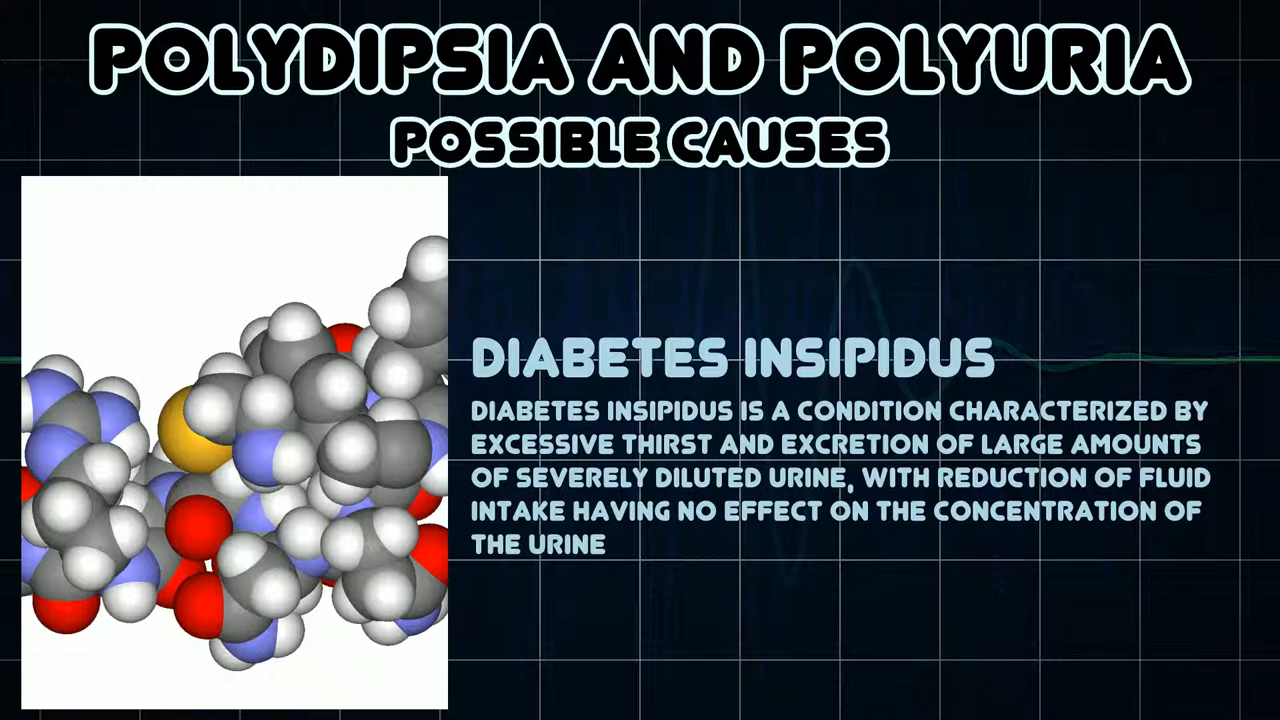 POLYDIPSIA AND POLYURIA
POSSIBLE CAUSES
DIABETES INSIPIDUS
DIABETES INSIPIDUS IS A CONDITION CHARACTERIZED BY
EXCESSIVE THIRST AND EXCRETION OF LARGE AMOUNTS
OF SEVERELY DILUTED URINE, WITH REDUCTION OF FLUID
INTAKE HAVING NO EFFECT ON THE CONCENTRATION OF
THE URINE